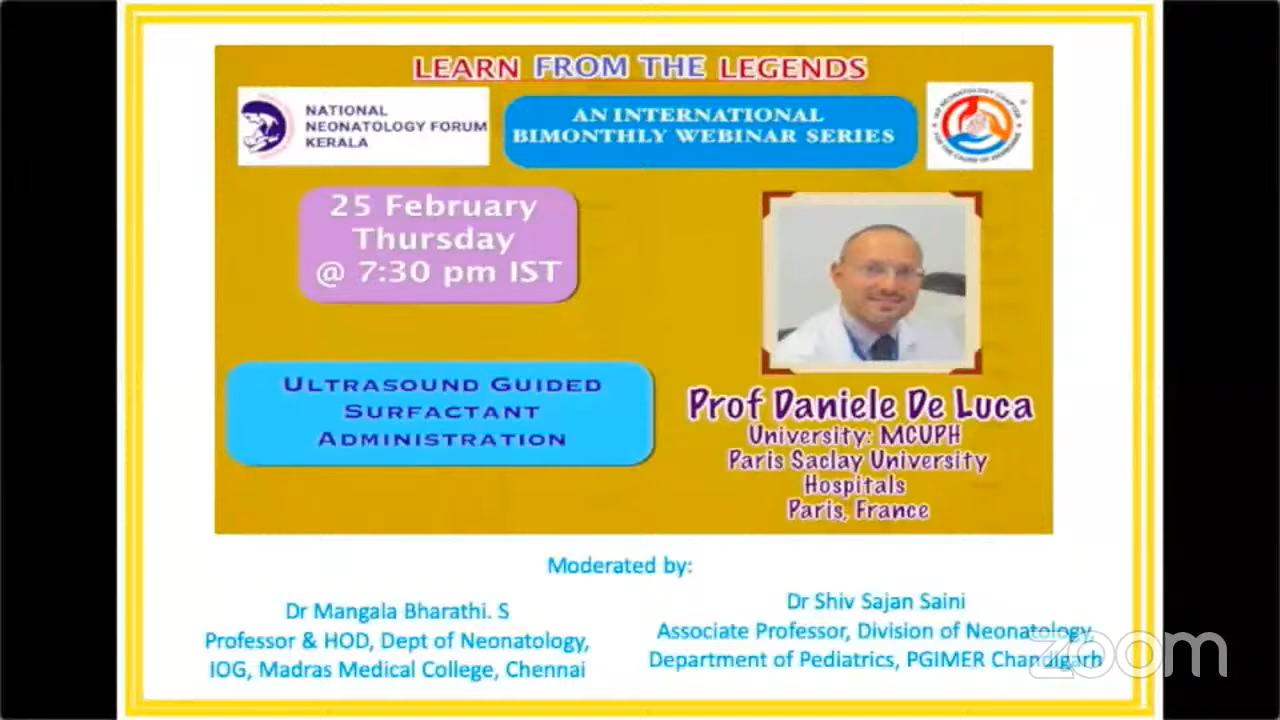 LEARN FROM THE LEGENDS
NATIONAL
NEONATOLOGY FORUM
KERALA
AN INTERNATIONAL
BIMONTHLY WEBINAR SERIES
25 February
Thursday
@ 7:30 pm IST
ULTRASOUND GUIDED
SURFACTANT
ADMINISTRATION
Prof Daniele De Luca
University: MCUPH
Paris Saclay University
Hospitals
Paris, France
Moderated by:
Dr Mangala Bharathi. S
Professor & HOD, Dept of Neonatology,
IOG, Madras Medical College, Chennai
Dr Shiv Sajan Saini
Associate Professor, Division of Neonatology,
Department of Pediatrics, PGIMER Chandigarh
zoom